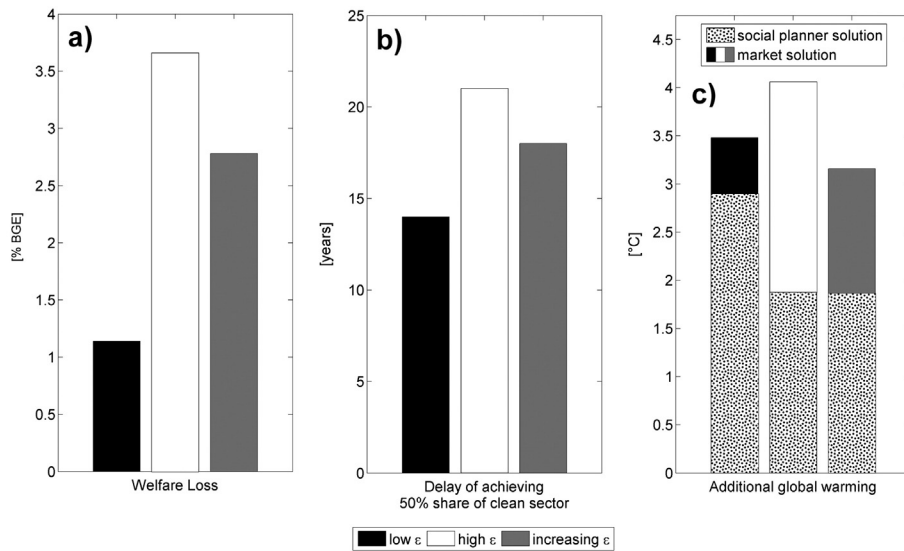 a)
4
3.5
3
2.5
2
1.5
1
0.5
0
[% BGE]
Welfare Loss
b)
25
20
15
10
5
0
[years]
Delay of achieving
50% share of clean sector
c)
social planner solution
market solution
4.5
4
3.5
3
2.5
2
1.5
1
0.5
0
[°C]
Additional global warming
low ε
high ε
increasing ε